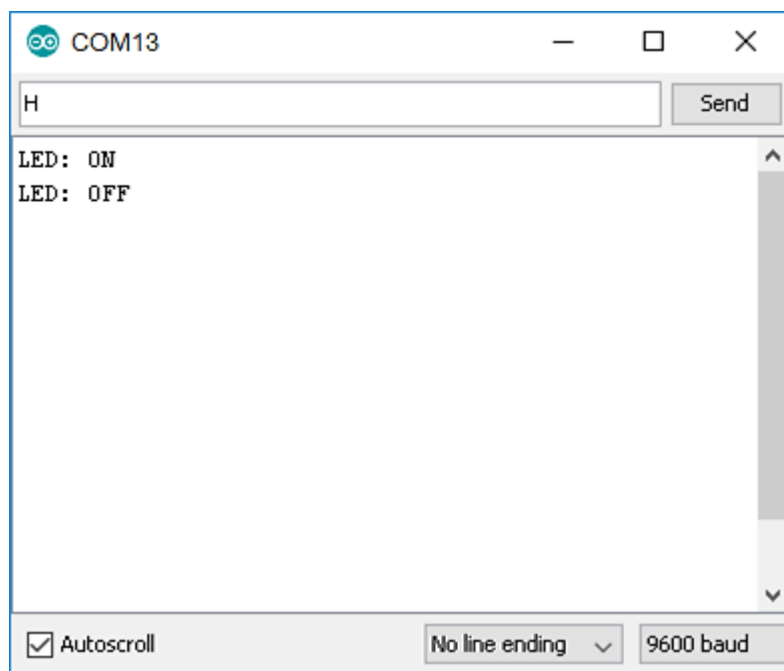 COM13
H
Send
LED: ON
LED: OFF
Autoscroll
No line ending
9600 baud